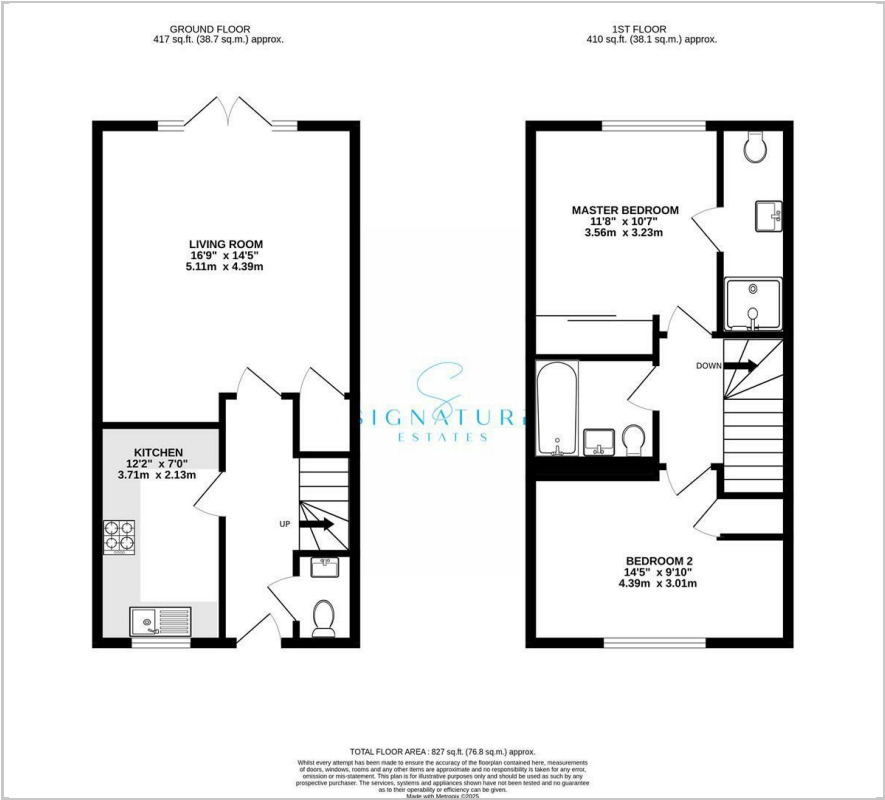 GROUND FLOOR
417 sq.ft. (38.7 sq.m.) approx.
1ST FLOOR
410 sq.ft. (38.1 sq.m.) approx.
LIVING ROOM
16'9" x 14'5"
5.11m x 4.39m
KITCHEN
12'2" x 7'0"
3.71m x 2.13m
UP
MASTER BEDROOM
11'8" x 10'7"
3.56m x 3.23m
DOWN
BEDROOM 2
14'5" x 9'10"
4.39m x 3.01m
S
SIGNATURE
ESTATES
TOTAL FLOOR AREA : 827 sq.ft. (76.8 sq.m.) approx.
Whilst every attempt has been made to ensure the accuracy of the floorplan contained here, measurements
of doors, windows, rooms and any other items are approximate and no responsibility is taken for any error,
omission or mis-statement. This plan is for illustrative purposes only and should be used as such by any
prospective purchaser. The services, systems and appliances shown have not been tested and no guarantee
as to their operability or efficiency can be given.
Made with Metropix ©2025